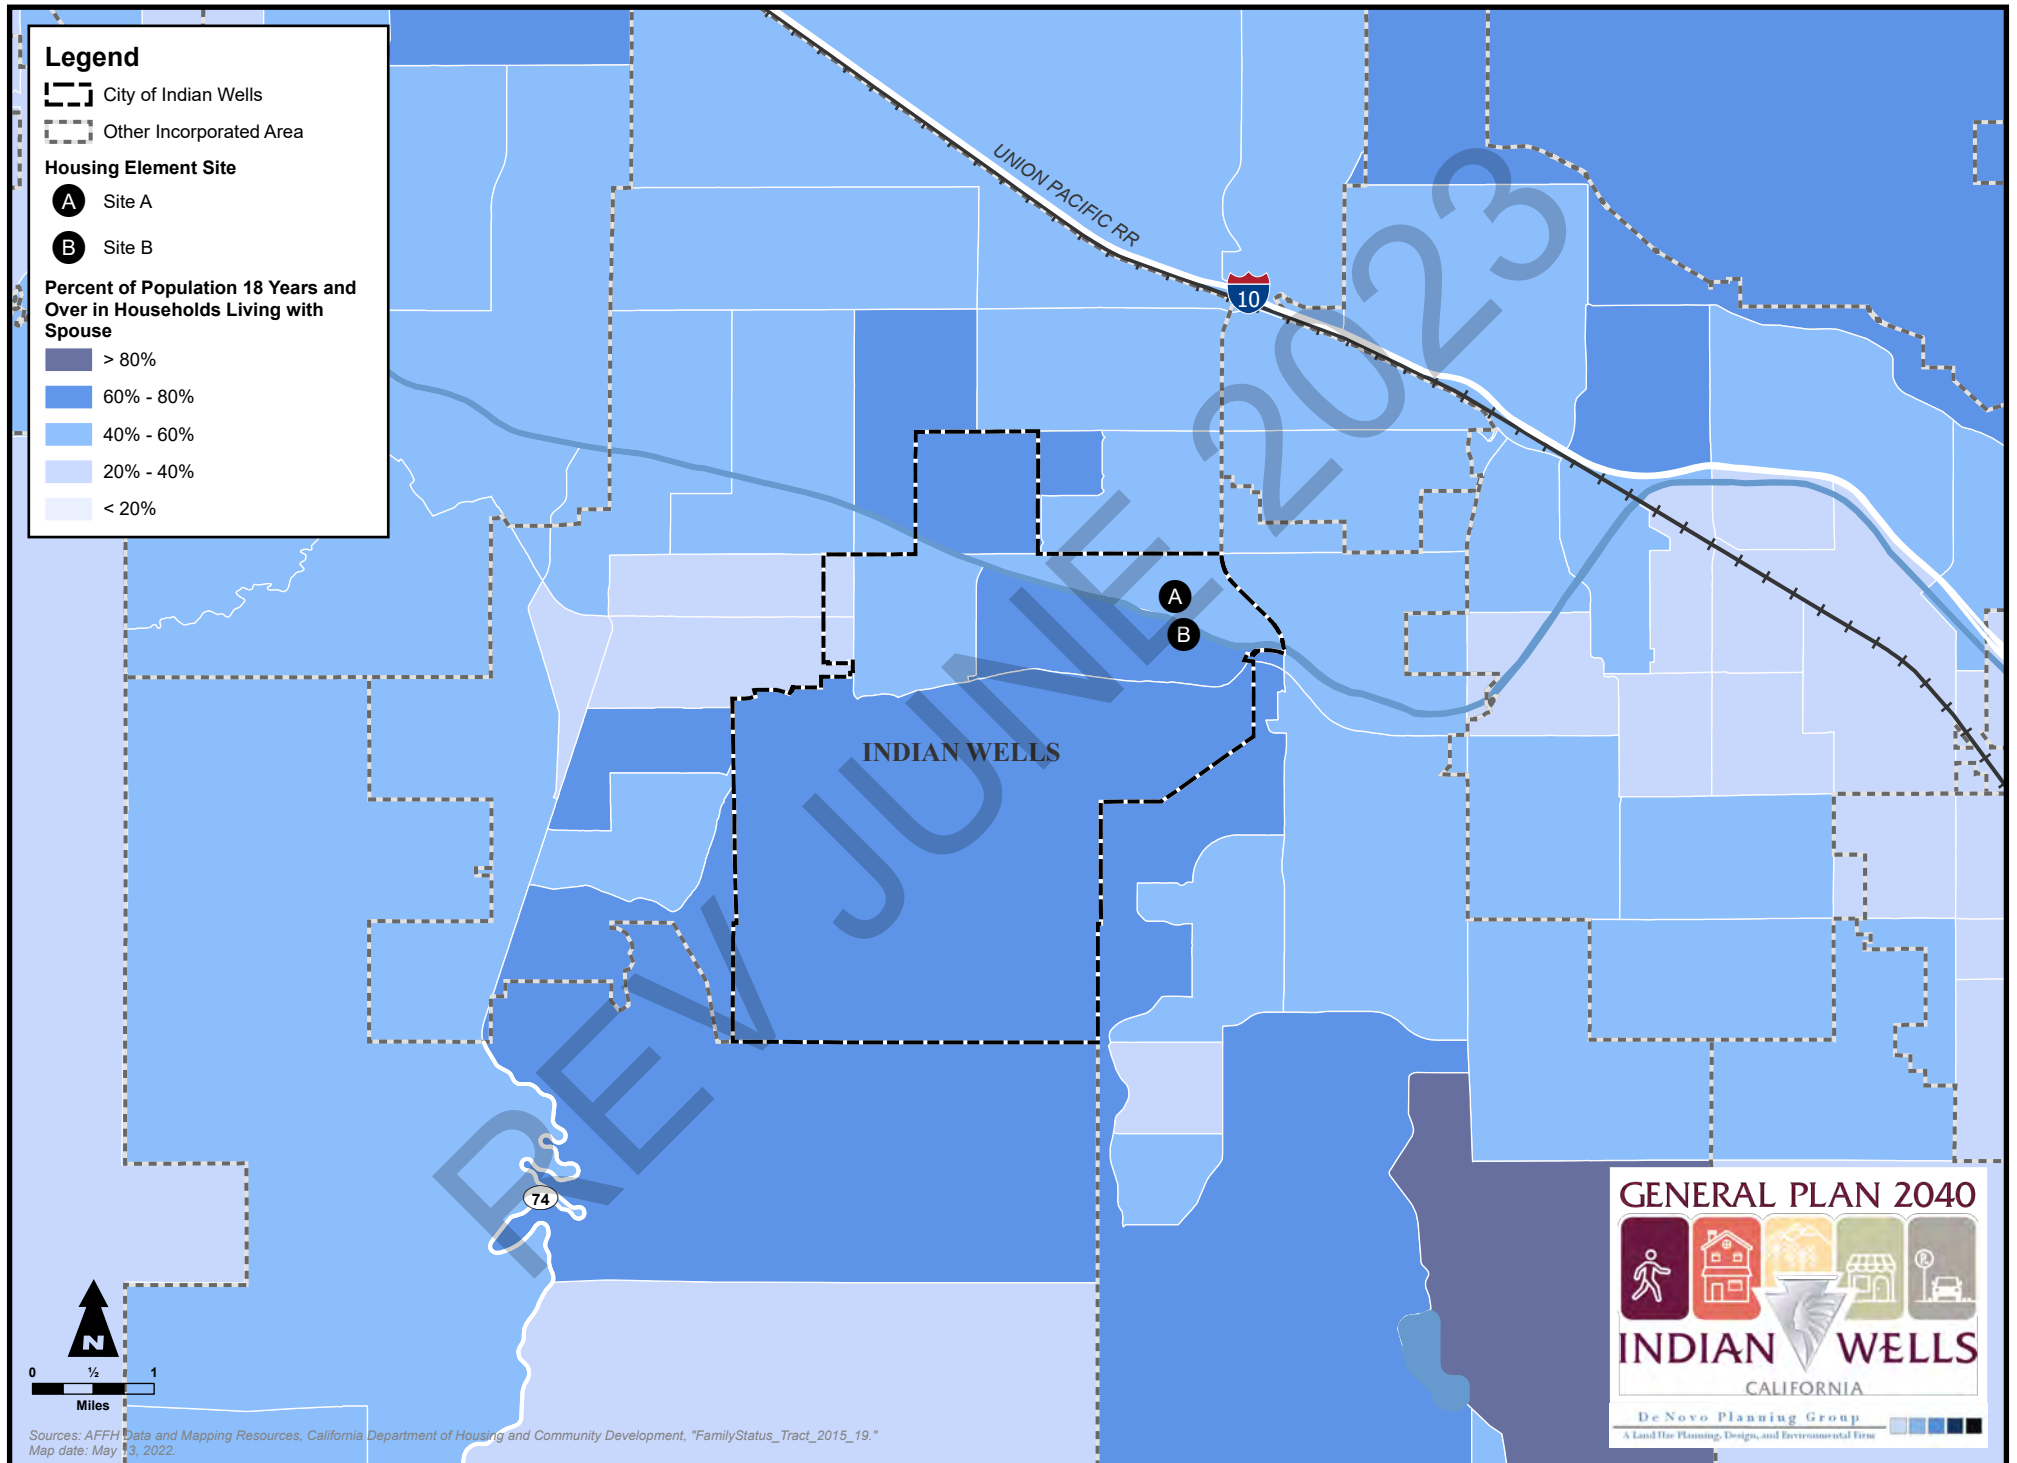 Legend
City of Indian Wells
Other Incorporated Area
Housing Element Site
A Site A
B Site B
Percent of Population 18 Years and
Over in Households Living with
Spouse
> 80%
60% - 80%
40% - 60%
20% - 40%
< 20%
UNION PACIFIC RR
10
A
B
INDIAN WELLS
REV JUNE 2023
74
N
0 ½ 1
Miles
Sources: AFFH Data and Mapping Resources, California Department of Housing and Community Development, "FamilyStatus_Tract_2015_19."
Map date: May 13, 2022.
GENERAL PLAN 2040
INDIAN WELLS
CALIFORNIA
De Novo Planning Group
A Land Use Planning, Design, and Environmental Firm